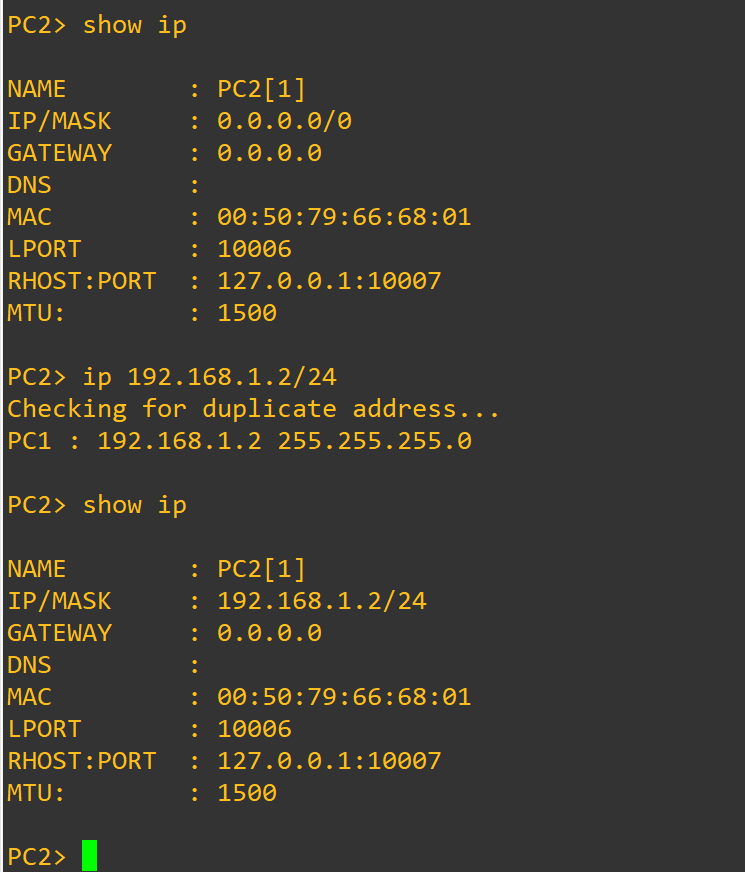 PC2> show ip
NAME        : PC2[1]
IP/MASK     : 0.0.0.0/0
GATEWAY     : 0.0.0.0
DNS         :
MAC         : 00:50:79:66:68:01
LPORT       : 10006
RHOST:PORT  : 127.0.0.1:10007
MTU:        : 1500
PC2> ip 192.168.1.2/24
Checking for duplicate address...
PC1 : 192.168.1.2 255.255.255.0
PC2> show ip
NAME        : PC2[1]
IP/MASK     : 192.168.1.2/24
GATEWAY     : 0.0.0.0
DNS         :
MAC         : 00:50:79:66:68:01
LPORT       : 10006
RHOST:PORT  : 127.0.0.1:10007
MTU:        : 1500
PC2>